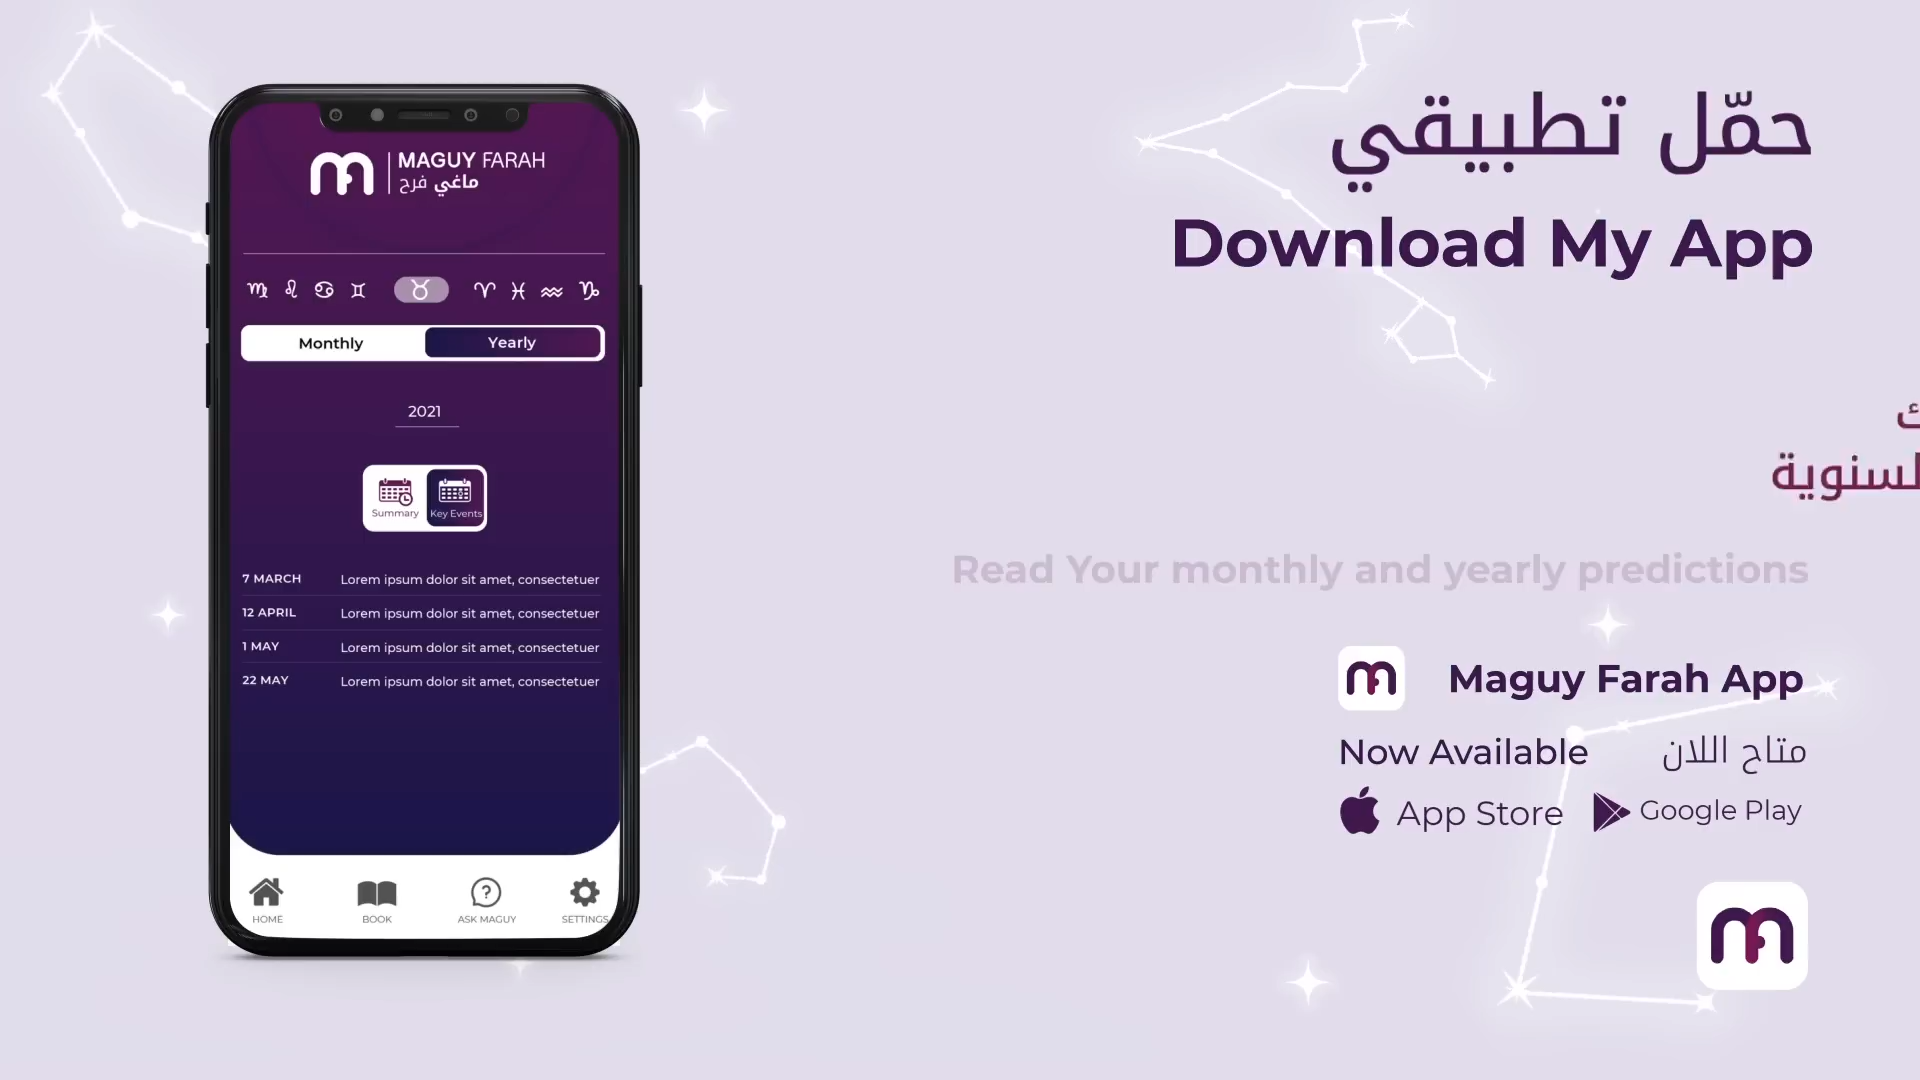 MAGUY FARAH
ماغي فرح
Monthly
Yearly
2021
Summary
Key Events
7 MARCH Lorem ipsum dolor sit amet, consectetuer
12 APRIL Lorem ipsum dolor sit amet, consectetuer
1 MAY Lorem ipsum dolor sit amet, consectetuer
22 MAY Lorem ipsum dolor sit amet, consectetuer
HOME
BOOK
ASK MAGUY
SETTINGS
حمّل تطبيقي
Download My App
Read Your monthly and yearly predictions
Maguy Farah App
Now Available
متاح اللان
App Store
Google Play